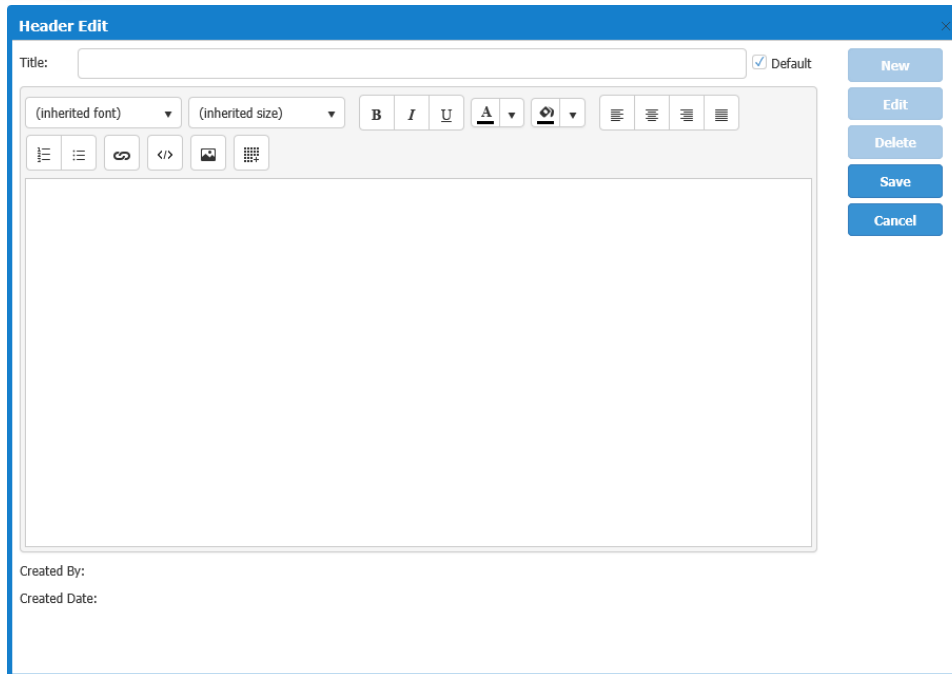 Header Edit
Title:
Default
New
(inherited font)
(inherited size)
B I U A
Edit
Delete
Save
Cancel
Created By:
Created Date: